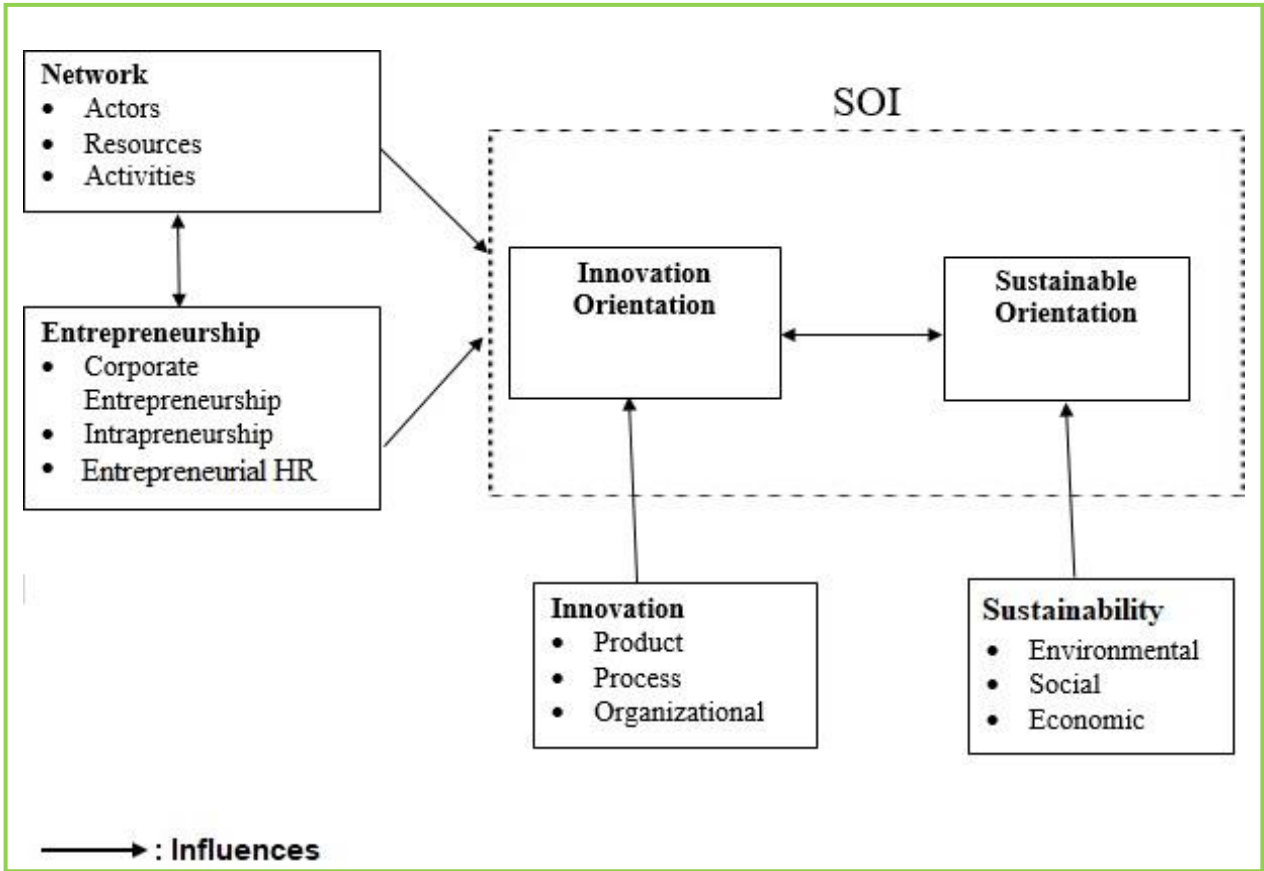 Network
• Actors
• Resources
• Activities
SOI
Innovation
Orientation
Sustainable
Orientation
Entrepreneurship
• Corporate
Entrepreneurship
• Intrapreneurship
• Entrepreneurial HR
Innovation
• Product
• Process
• Organizational
Sustainability
• Environmental
• Social
• Economic
: Influences